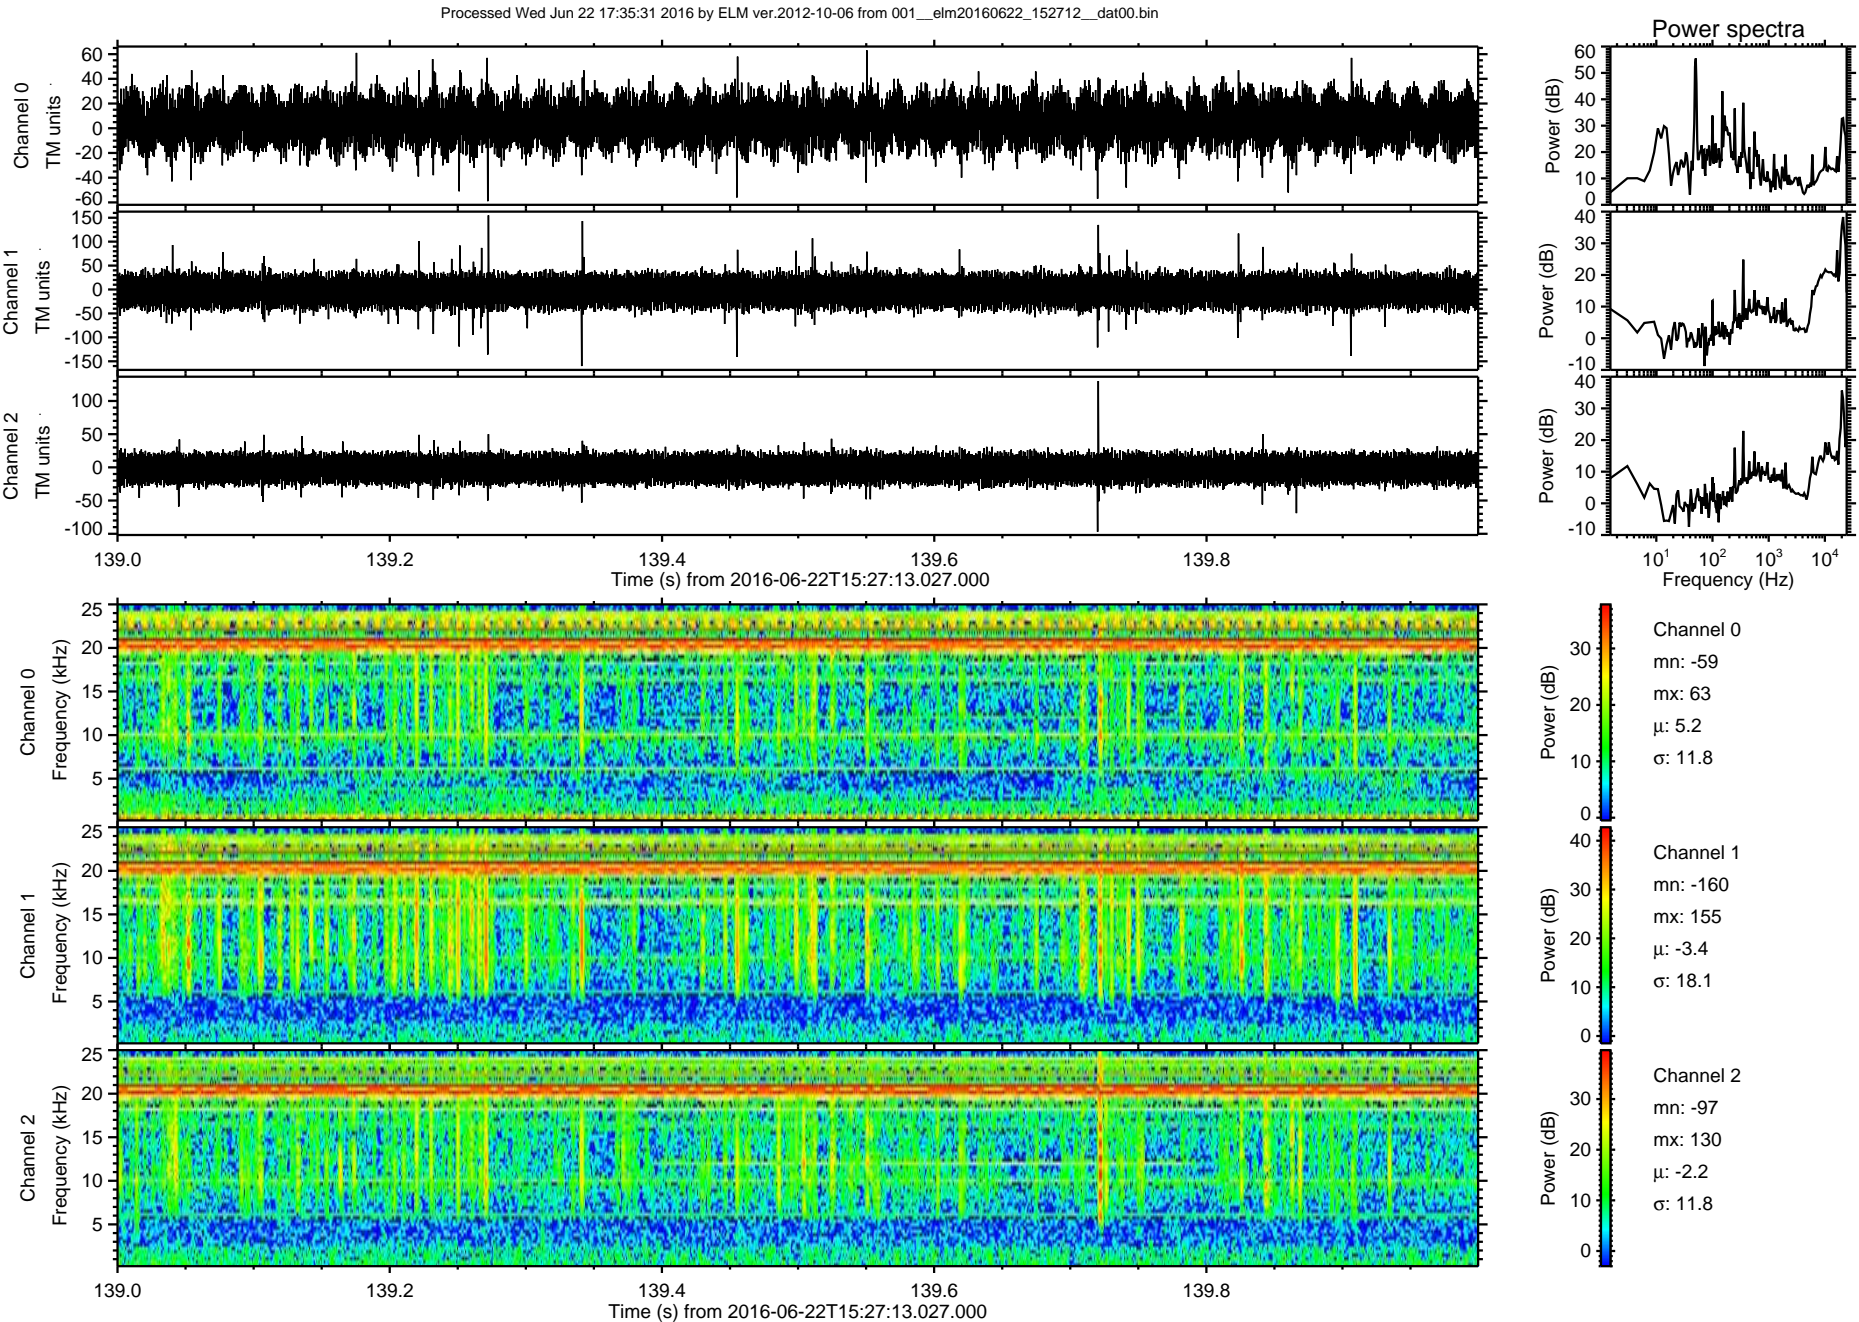 Processed Wed Jun 22 17:35:31 2016 by ELM ver.2012-10-06 from 001__elm20160622_152712__dat00.bin
Power spectra
Channel 0
TM units
60
40
20
0
-20
-40
-60
Power (dB)
60
50
40
30
20
10
0
Channel 1
TM units
150
100
50
0
-50
-100
-150
Power (dB)
40
30
20
10
0
-10
Channel 2
TM units
100
50
0
-50
-100
Power (dB)
40
30
20
10
0
-10
139.0 139.2 139.4 139.6 139.8
Time (s) from 2016-06-22T15:27:13.027.000
10^1 10^2 10^3 10^4
Frequency (Hz)
Channel 0
Frequency (kHz)
25
20
15
10
5
Power (dB)
30
20
10
0
Channel 0
mn: -59
mx: 63
μ: 5.2
σ: 11.8
Channel 1
Frequency (kHz)
25
20
15
10
5
Power (dB)
40
30
20
10
0
Channel 1
mn: -160
mx: 155
μ: -3.4
σ: 18.1
Channel 2
Frequency (kHz)
25
20
15
10
5
Power (dB)
30
20
10
0
Channel 2
mn: -97
mx: 130
μ: -2.2
σ: 11.8
139.0 139.2 139.4 139.6 139.8
Time (s) from 2016-06-22T15:27:13.027.000